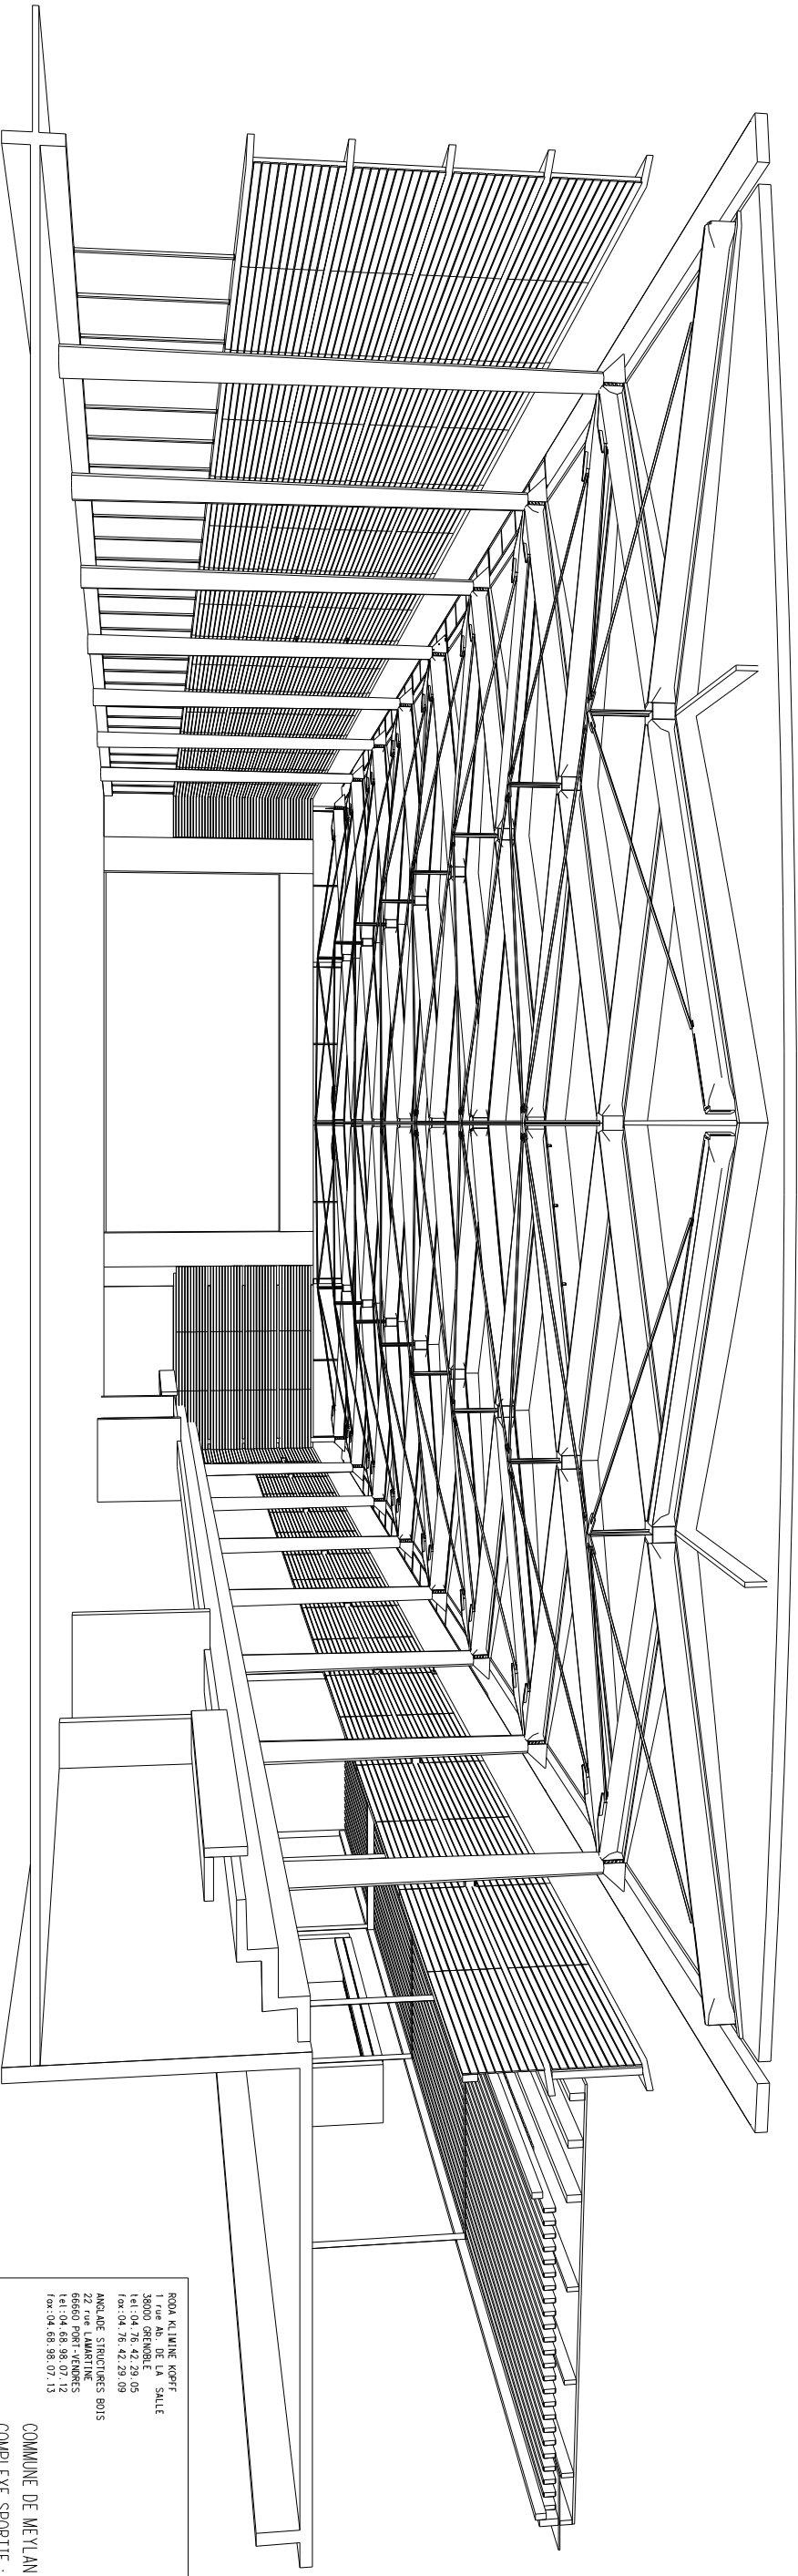 RODA KLIMINE KOPFF
1 rue Ab. DE LA SALLE
38000 GRENOBLE
tel:04.76.42.29.05
fax:04.76.42.29.09
ANGLADE STRUCTURES BOIS
22 rue LAMARTINE
66660 PORT-VENDRES
tel:04.68.98.07.12
fax:04.68.98.07.13
COMMUNE DE MEYLAN
COMPLEXE SPORTIF :